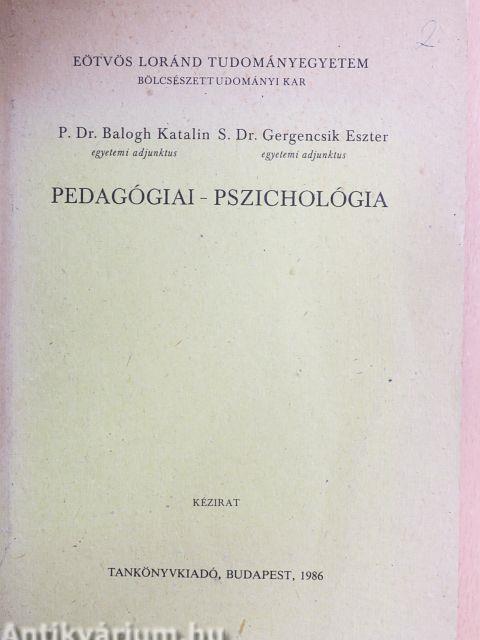 2
EÖTVÖS LORÁND TUDOMÁNYEGYETEM
BÖLCSÉSZETTUDOMÁNYI KAR
P. Dr. Balogh Katalin S. Dr. Gergencsik Eszter
egyetemi adjunktus egyetemi adjunktus
PEDAGÓGIAI - PSZICHOLÓGIA
KÉZIRAT
TANKÖNYVKIADÓ, BUDAPEST, 1986
Antikvárium.hu